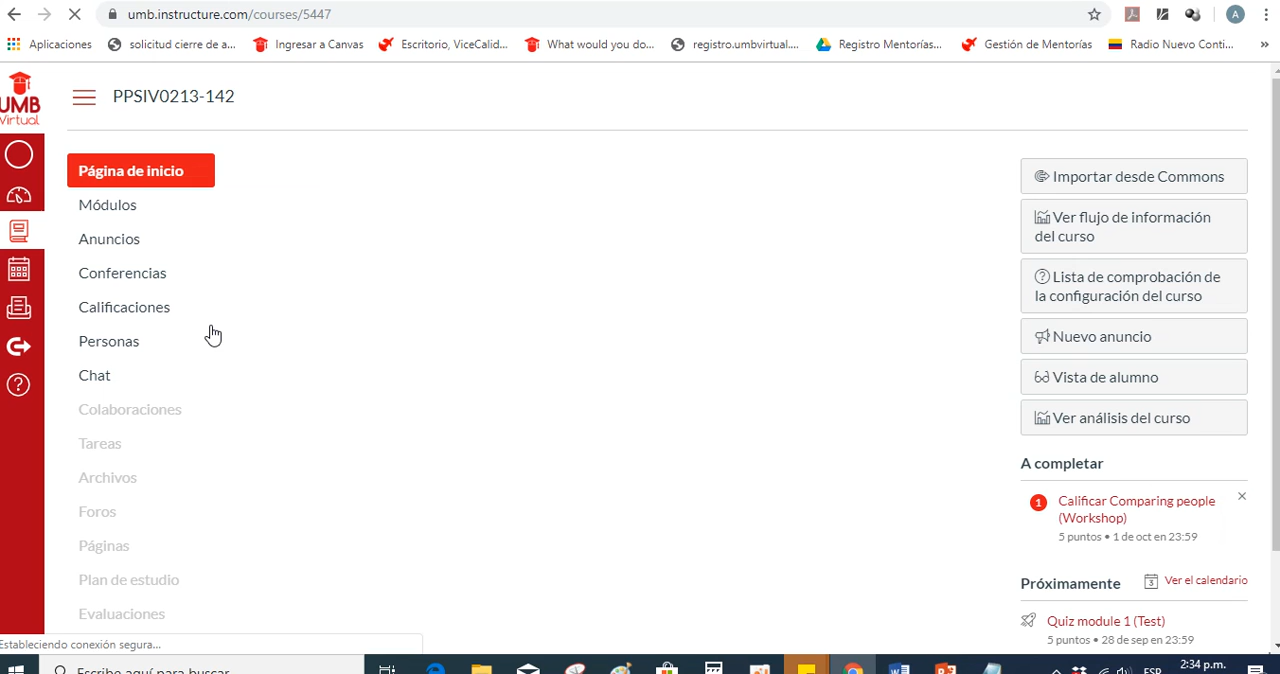 umb.instructure.com/courses/5447
A
Aplicaciones
solicitud cierre de a...
Ingresar a Canvas
Escritorio, ViceCalid...
What would you do...
registro.umbvirtual....
Registro Mentorías...
Gestión de Mentorías
Radio Nuevo Conti...
»
UMB
Virtual
PPSIV0213-142
Página de inicio
Módulos
Anuncios
Conferencias
Calificaciones
Personas
Chat
Colaboraciones
Tareas
Archivos
Foros
Páginas
Plan de estudio
Evaluaciones
Importar desde Commons
Ver flujo de información
del curso
Lista de comprobación de
la configuración del curso
Nuevo anuncio
Vista de alumno
Ver análisis del curso
A completar
1
Calificar Comparing people
(Workshop)
5 puntos • 1 de oct en 23:59
Próximamente
3 Ver el calendario
Quiz module 1 (Test)
5 puntos • 28 de sep en 23:59
Estableciendo conexión segura...
Escribe aquí para buscar
ESP
2:34 p.m.